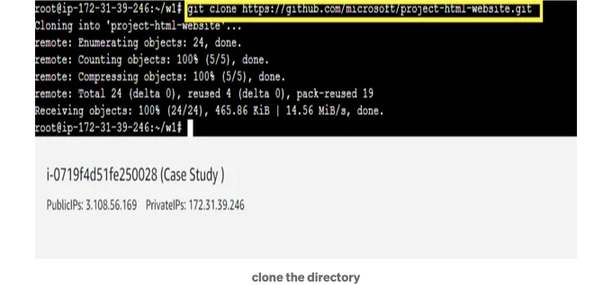 root@ip-172-31-39-246:~/w1# git clone https://github.com/microsoft/project-html-website.git
Cloning into 'project-html-website'...
remote: Enumerating objects: 24, done.
remote: Counting objects: 100% (5/5), done.
remote: Compressing objects: 100% (5/5), done.
remote: Total 24 (delta 0), reused 4 (delta 0), pack-reused 19
Receiving objects: 100% (24/24), 465.86 KiB | 14.56 MiB/s, done.
root@ip-172-31-39-246:~/w1#
i-0719f4d51fe250028 (Case Study )
PublicIPs: 3.108.56.169 PrivateIPs: 172.31.39.246
clone the directory